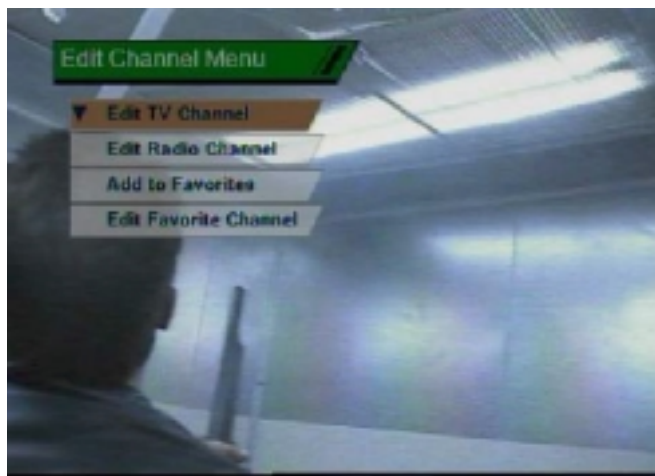 Edit Channel Menu
Edit TV Channel
Edit Radio Channel
Add to Favorites
Edit Favorite Channel